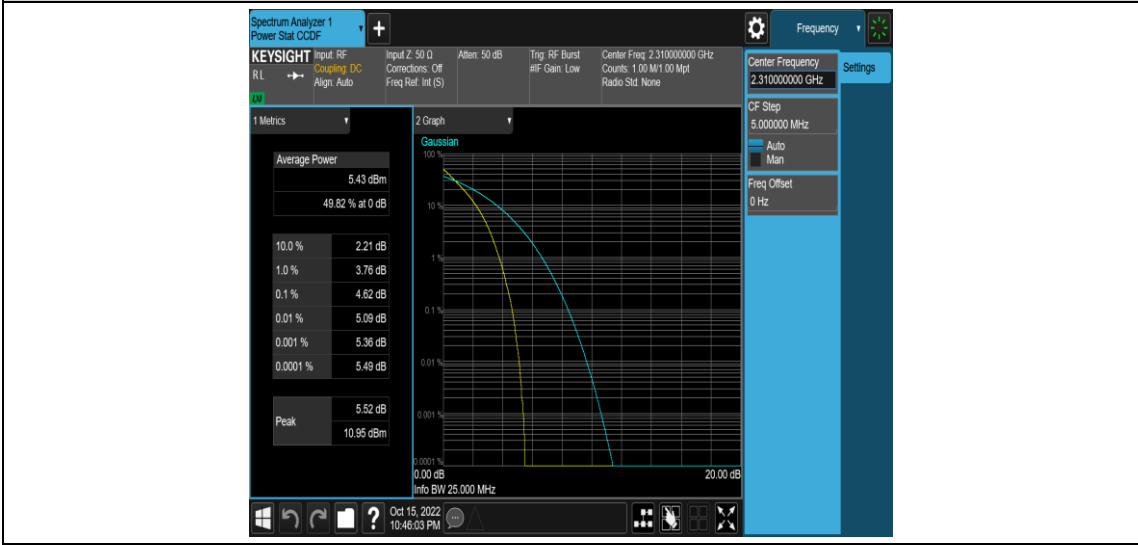 Spectrum Analyzer 1
Power Stat CCDF
+
Frequency
KEYSIGHT
RL
LXI
Input: RF
Coupling: DC
Align: Auto
Input Z: 50 Ω
Corrections: Off
Freq Ref: Int (S)
Atten: 50 dB
Trig: RF Burst
#IF Gain: Low
Center Freq: 2.310000000 GHz
Counts: 1.00 M/1.00 Mpt
Radio Std: None
Center Frequency
2.310000000 GHz
Settings
CF Step
5.000000 MHz
Auto
Man
Freq Offset
0 Hz
1 Metrics
Average Power
5.43 dBm
49.82 % at 0 dB
10.0 % 2.21 dB
1.0 % 3.76 dB
0.1 % 4.62 dB
0.01 % 5.09 dB
0.001 % 5.36 dB
0.0001 % 5.49 dB
Peak
5.52 dB
10.95 dBm
2 Graph
Gaussian
100 %
10 %
1 %
0.1 %
0.01 %
0.001 %
0.0001 %
0.00 dB 20.00 dB
Info BW 25.000 MHz
?
Oct 15, 2022
10:46:03 PM